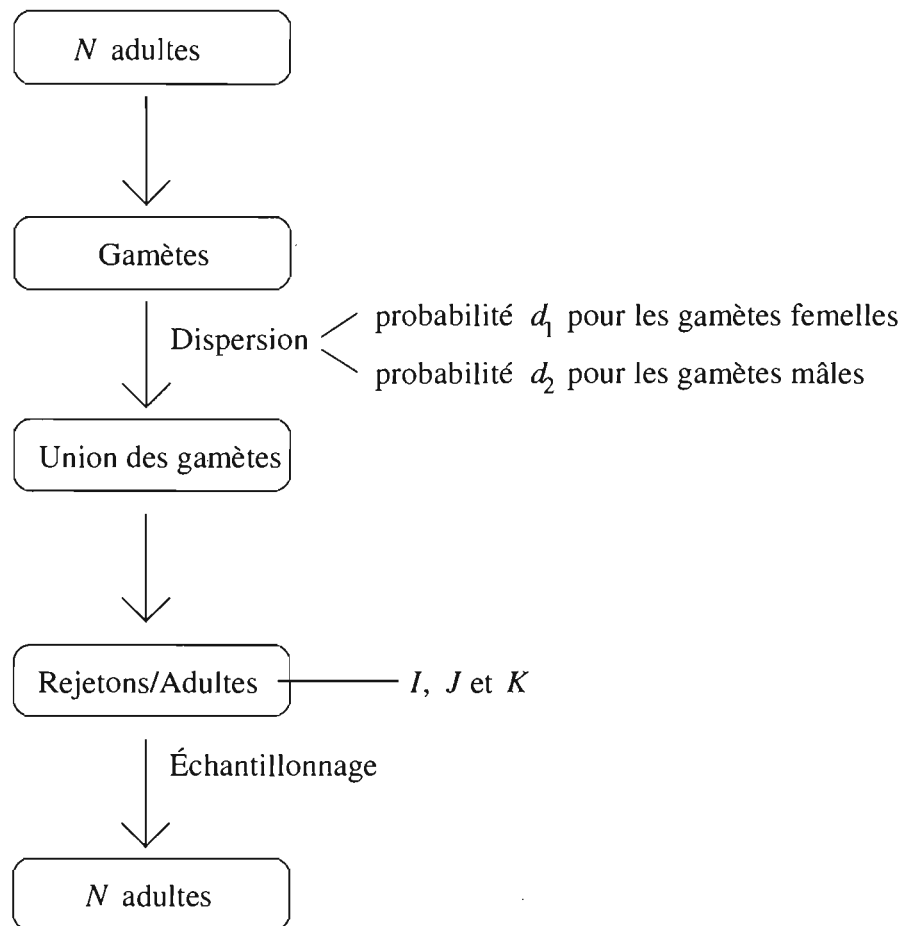 N adultes
Gamètes
Dispersion
probabilité d₁ pour les gamètes femelles
probabilité d₂ pour les gamètes mâles
Union des gamètes
Rejetons/Adultes
I, J et K
Échantillonnage
N adultes